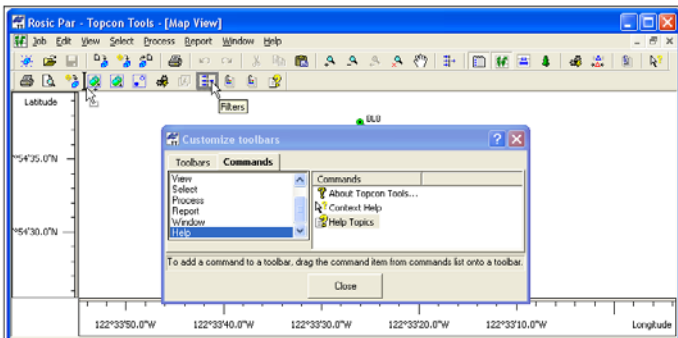 Rosic Par - Topcon Tools - [Map View]
Job Edit View Select Process Report Window Help
Filters
Latitude
0L0
Customize toolbars
Toolbars Commands
°54'35.0"N
View
Select
Process
Report
Window
Help
Commands
About Topcon Tools...
Context Help
Help Topics
°54'30.0"N
To add a command to a toolbar, drag the command item from commands list onto a toolbar.
Close
122°33'50.0"W 122°33'40.0"W 122°33'30.0"W 122°33'20.0"W 122°33'10.0"W Longitude